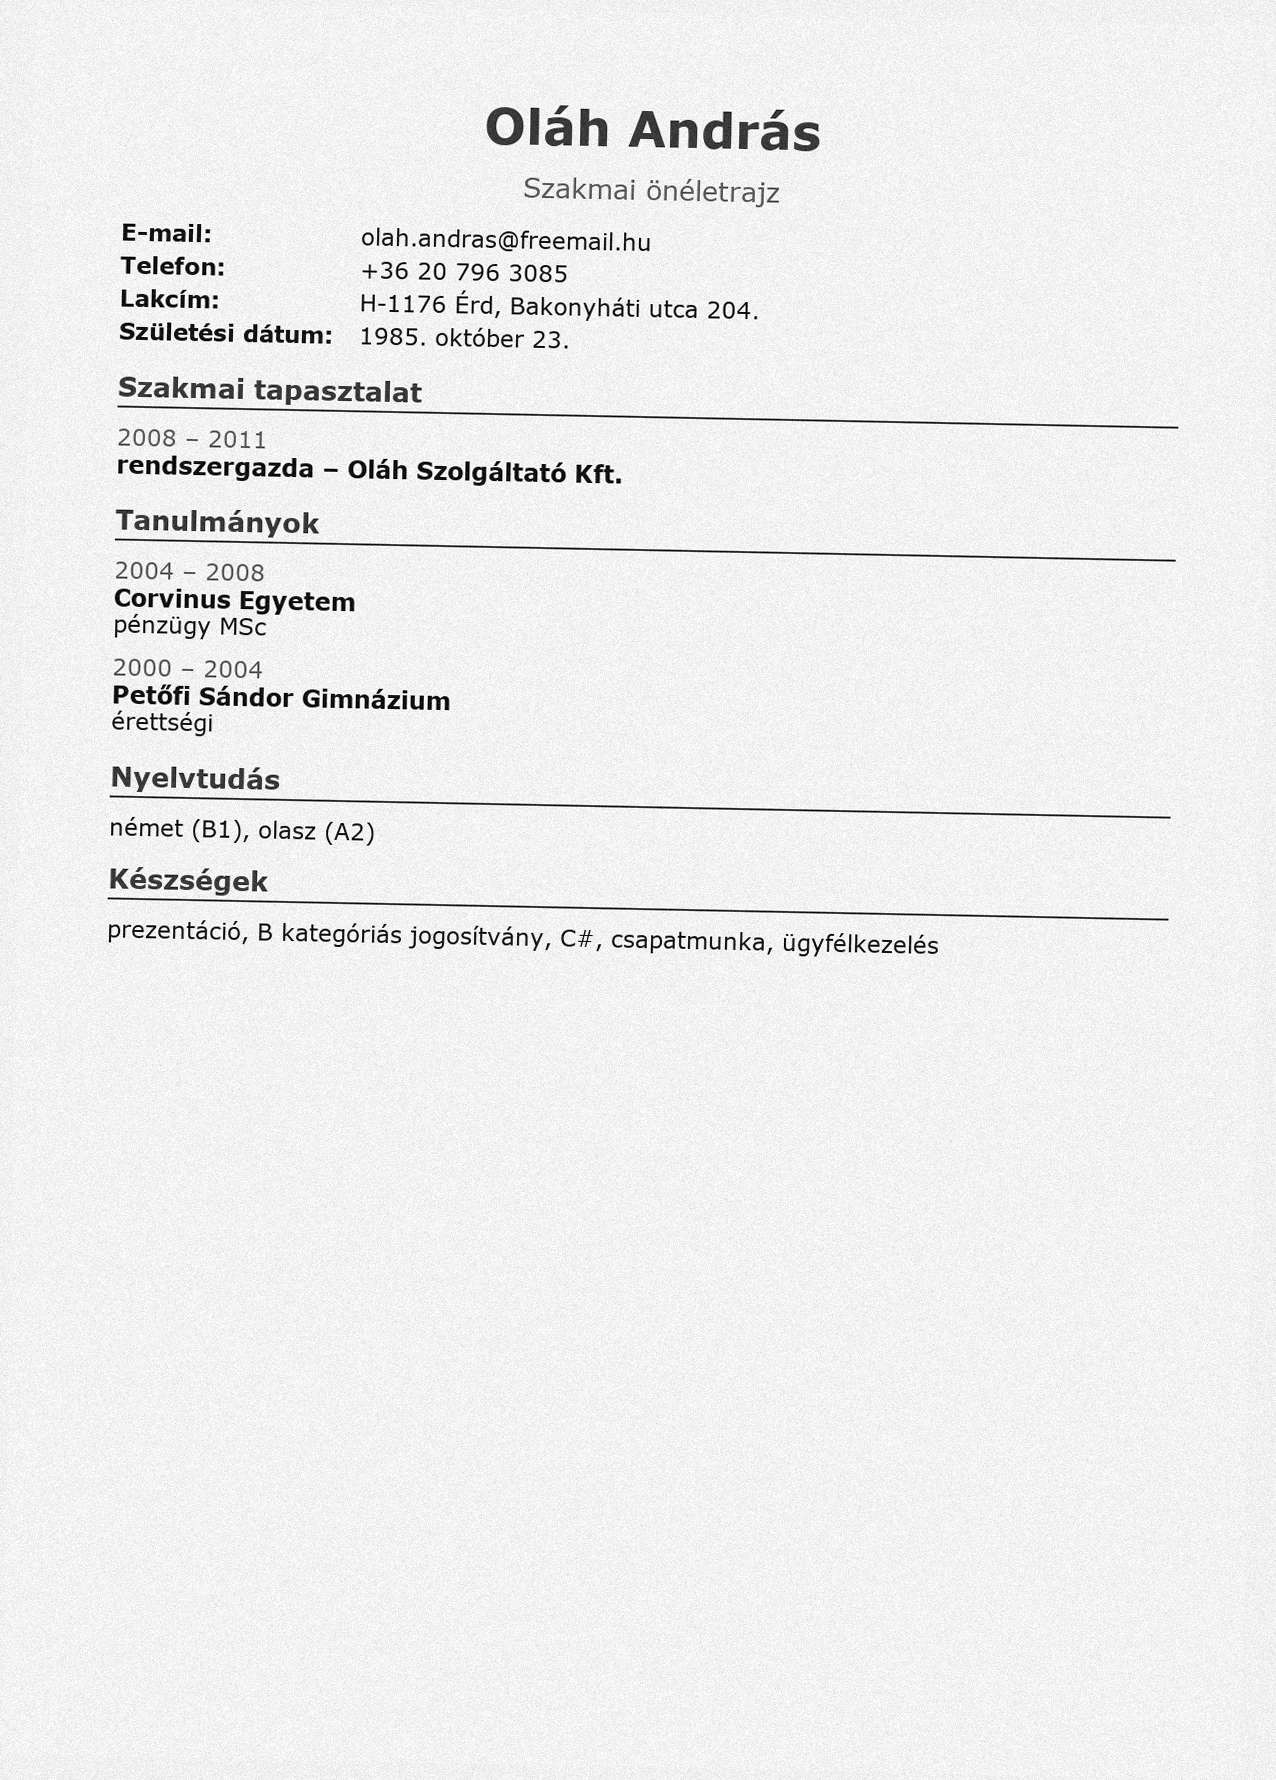 Oláh András
Szakmai önéletrajz
E-mail: olah.andras@freemail.hu
Telefon: +36 20 796 3085
Lakcím: H-1176 Érd, Bakonyháti utca 204.
Születési dátum: 1985. október 23.
Szakmai tapasztalat
2008 – 2011
rendszergazda – Oláh Szolgáltató Kft.
Tanulmányok
2004 – 2008
Corvinus Egyetem
pénzügy MSc
2000 – 2004
Petőfi Sándor Gimnázium
érettségi
Nyelvtudás
német (B1), olasz (A2)
Készségek
prezentáció, B kategóriás jogosítvány, C#, csapatmunka, ügyfélkezelés